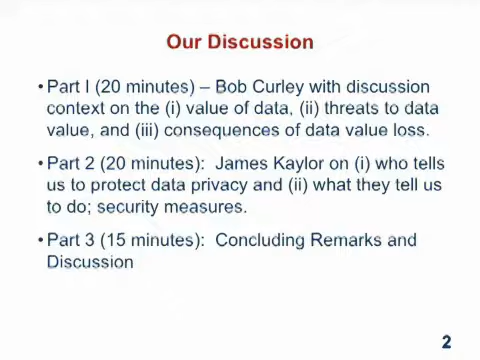 Our Discussion
• Part I (20 minutes) – Bob Curley with discussion
context on the (i) value of data, (ii) threats to data
value, and (iii) consequences of data value loss.
• Part 2 (20 minutes): James Kaylor on (i) who tells
us to protect data privacy and (ii) what they tell us
to do; security measures.
• Part 3 (15 minutes): Concluding Remarks and
Discussion
2